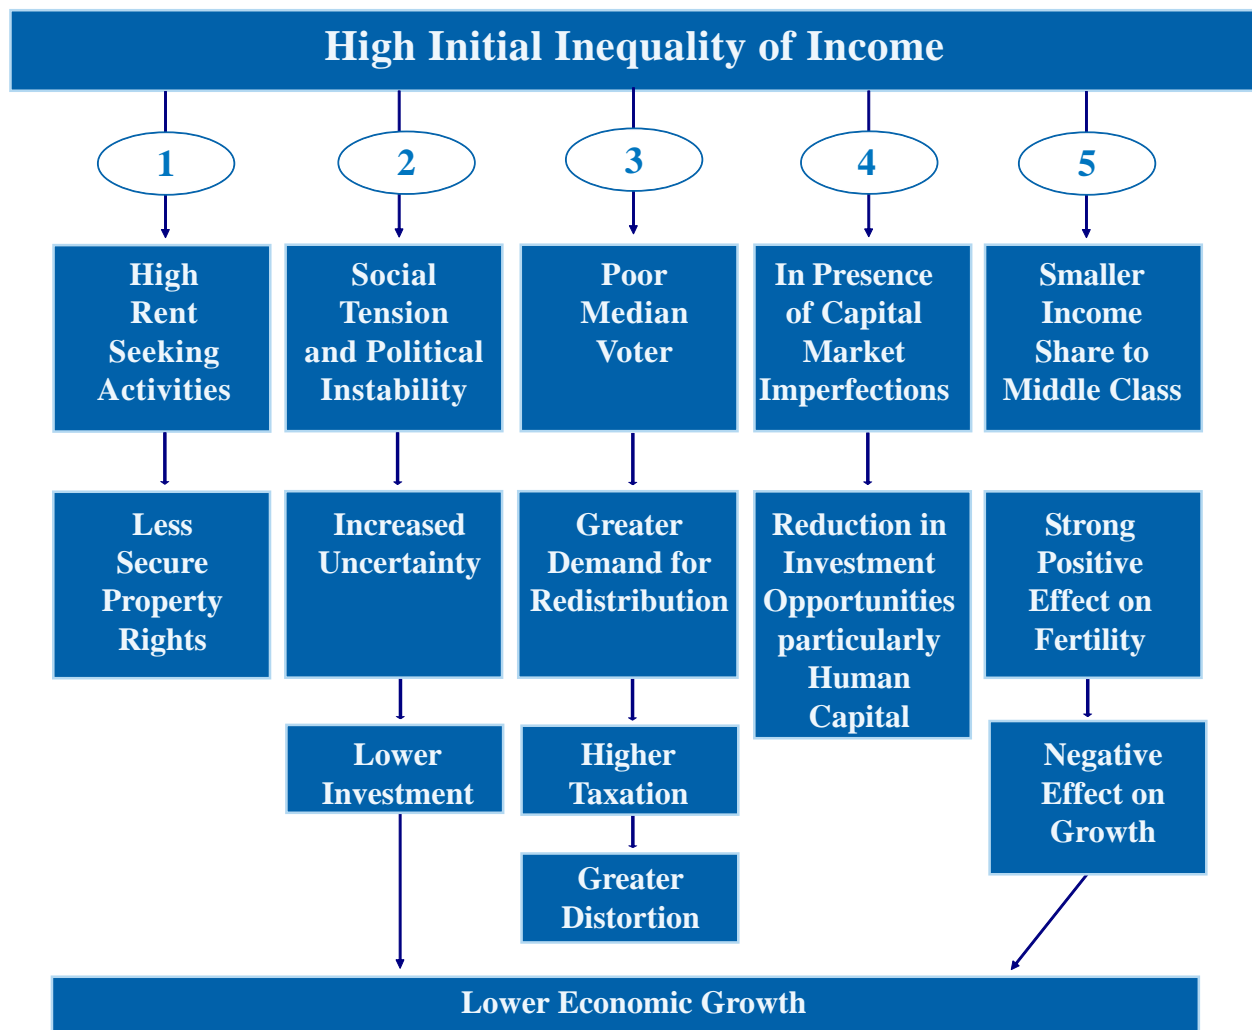 High Initial Inequality of Income
1
2
3
4
5
High
Rent
Seeking
Activities
Social
Tension
and Political
Instability
Poor
Median
Voter
In Presence
of Capital
Market
Imperfections
Smaller
Income
Share to
Middle Class
Less
Secure
Property
Rights
Increased
Uncertainty
Greater
Demand for
Redistribution
Reduction in
Investment
Opportunities
particularly
Human
Capital
Strong
Positive
Effect on
Fertility
Lower
Investment
Higher
Taxation
Negative
Effect on
Growth
Greater
Distortion
Lower Economic Growth